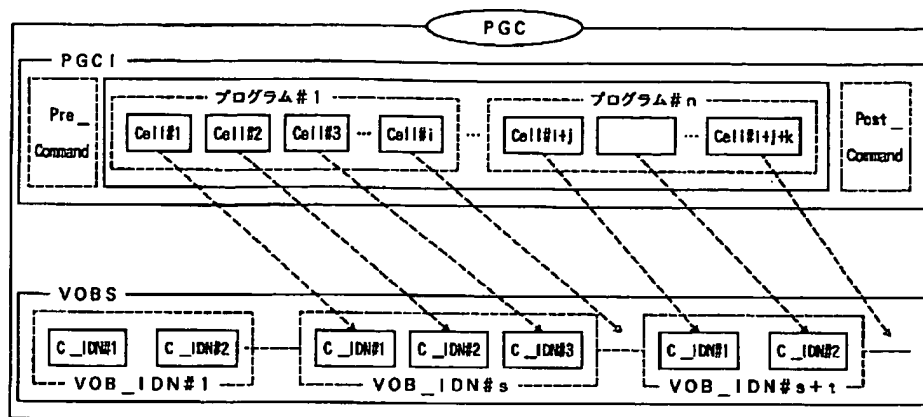 PGC
PGCI
プログラム#1
プログラム#n
Pre_
Command
Cell#1 Cell#2 Cell#3 … Cell#i … Cell#i+j … Cell#i+j+k
Post_
Command
VOBS
C_IDN#1 C_IDN#2 C_IDN#1 C_IDN#2 C_IDN#3 C_IDN#1 C_IDN#2
VOB_IDN#1 VOB_IDN#s VOB_IDN#s+t